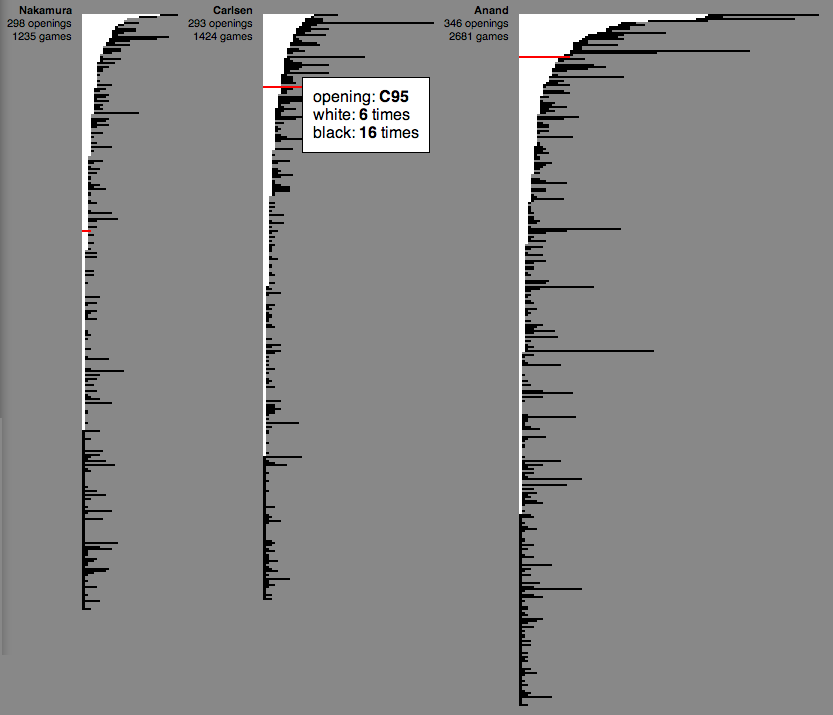 Nakamura
298 openings
1235 games
Carlsen
293 openings
1424 games
Anand
346 openings
2681 games
opening: C95
white: 6 times
black: 16 times